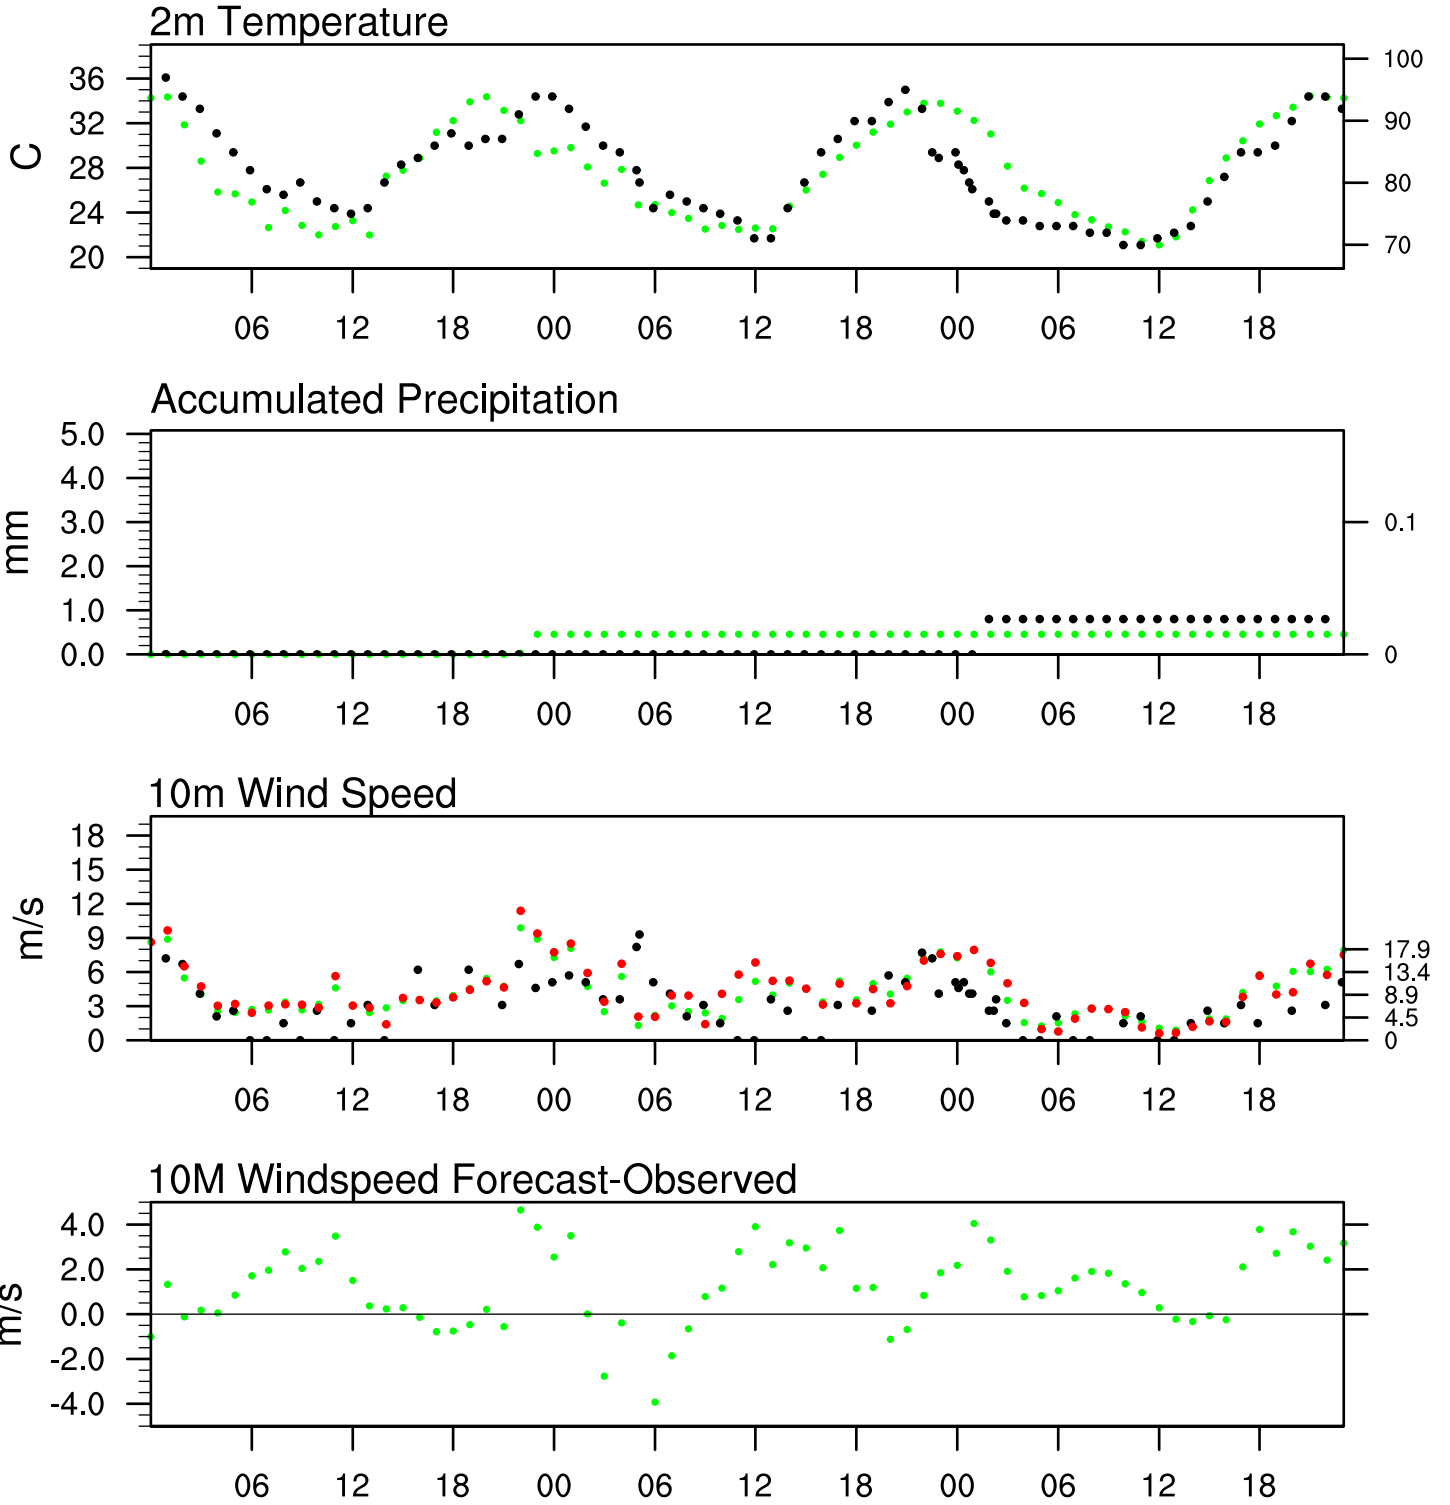 2m Temperature
C
36
32
28
24
20
100
90
80
70
06 12 18 00 06 12 18 00 06 12 18
Accumulated Precipitation
mm
5.0
4.0
3.0
2.0
1.0
0.0
0.1
0
06 12 18 00 06 12 18 00 06 12 18
10m Wind Speed
m/s
18
15
12
9
6
3
0
17.9
13.4
8.9
4.5
0
06 12 18 00 06 12 18 00 06 12 18
10M Windspeed Forecast-Observed
m/s
4.0
2.0
0.0
-2.0
-4.0
06 12 18 00 06 12 18 00 06 12 18